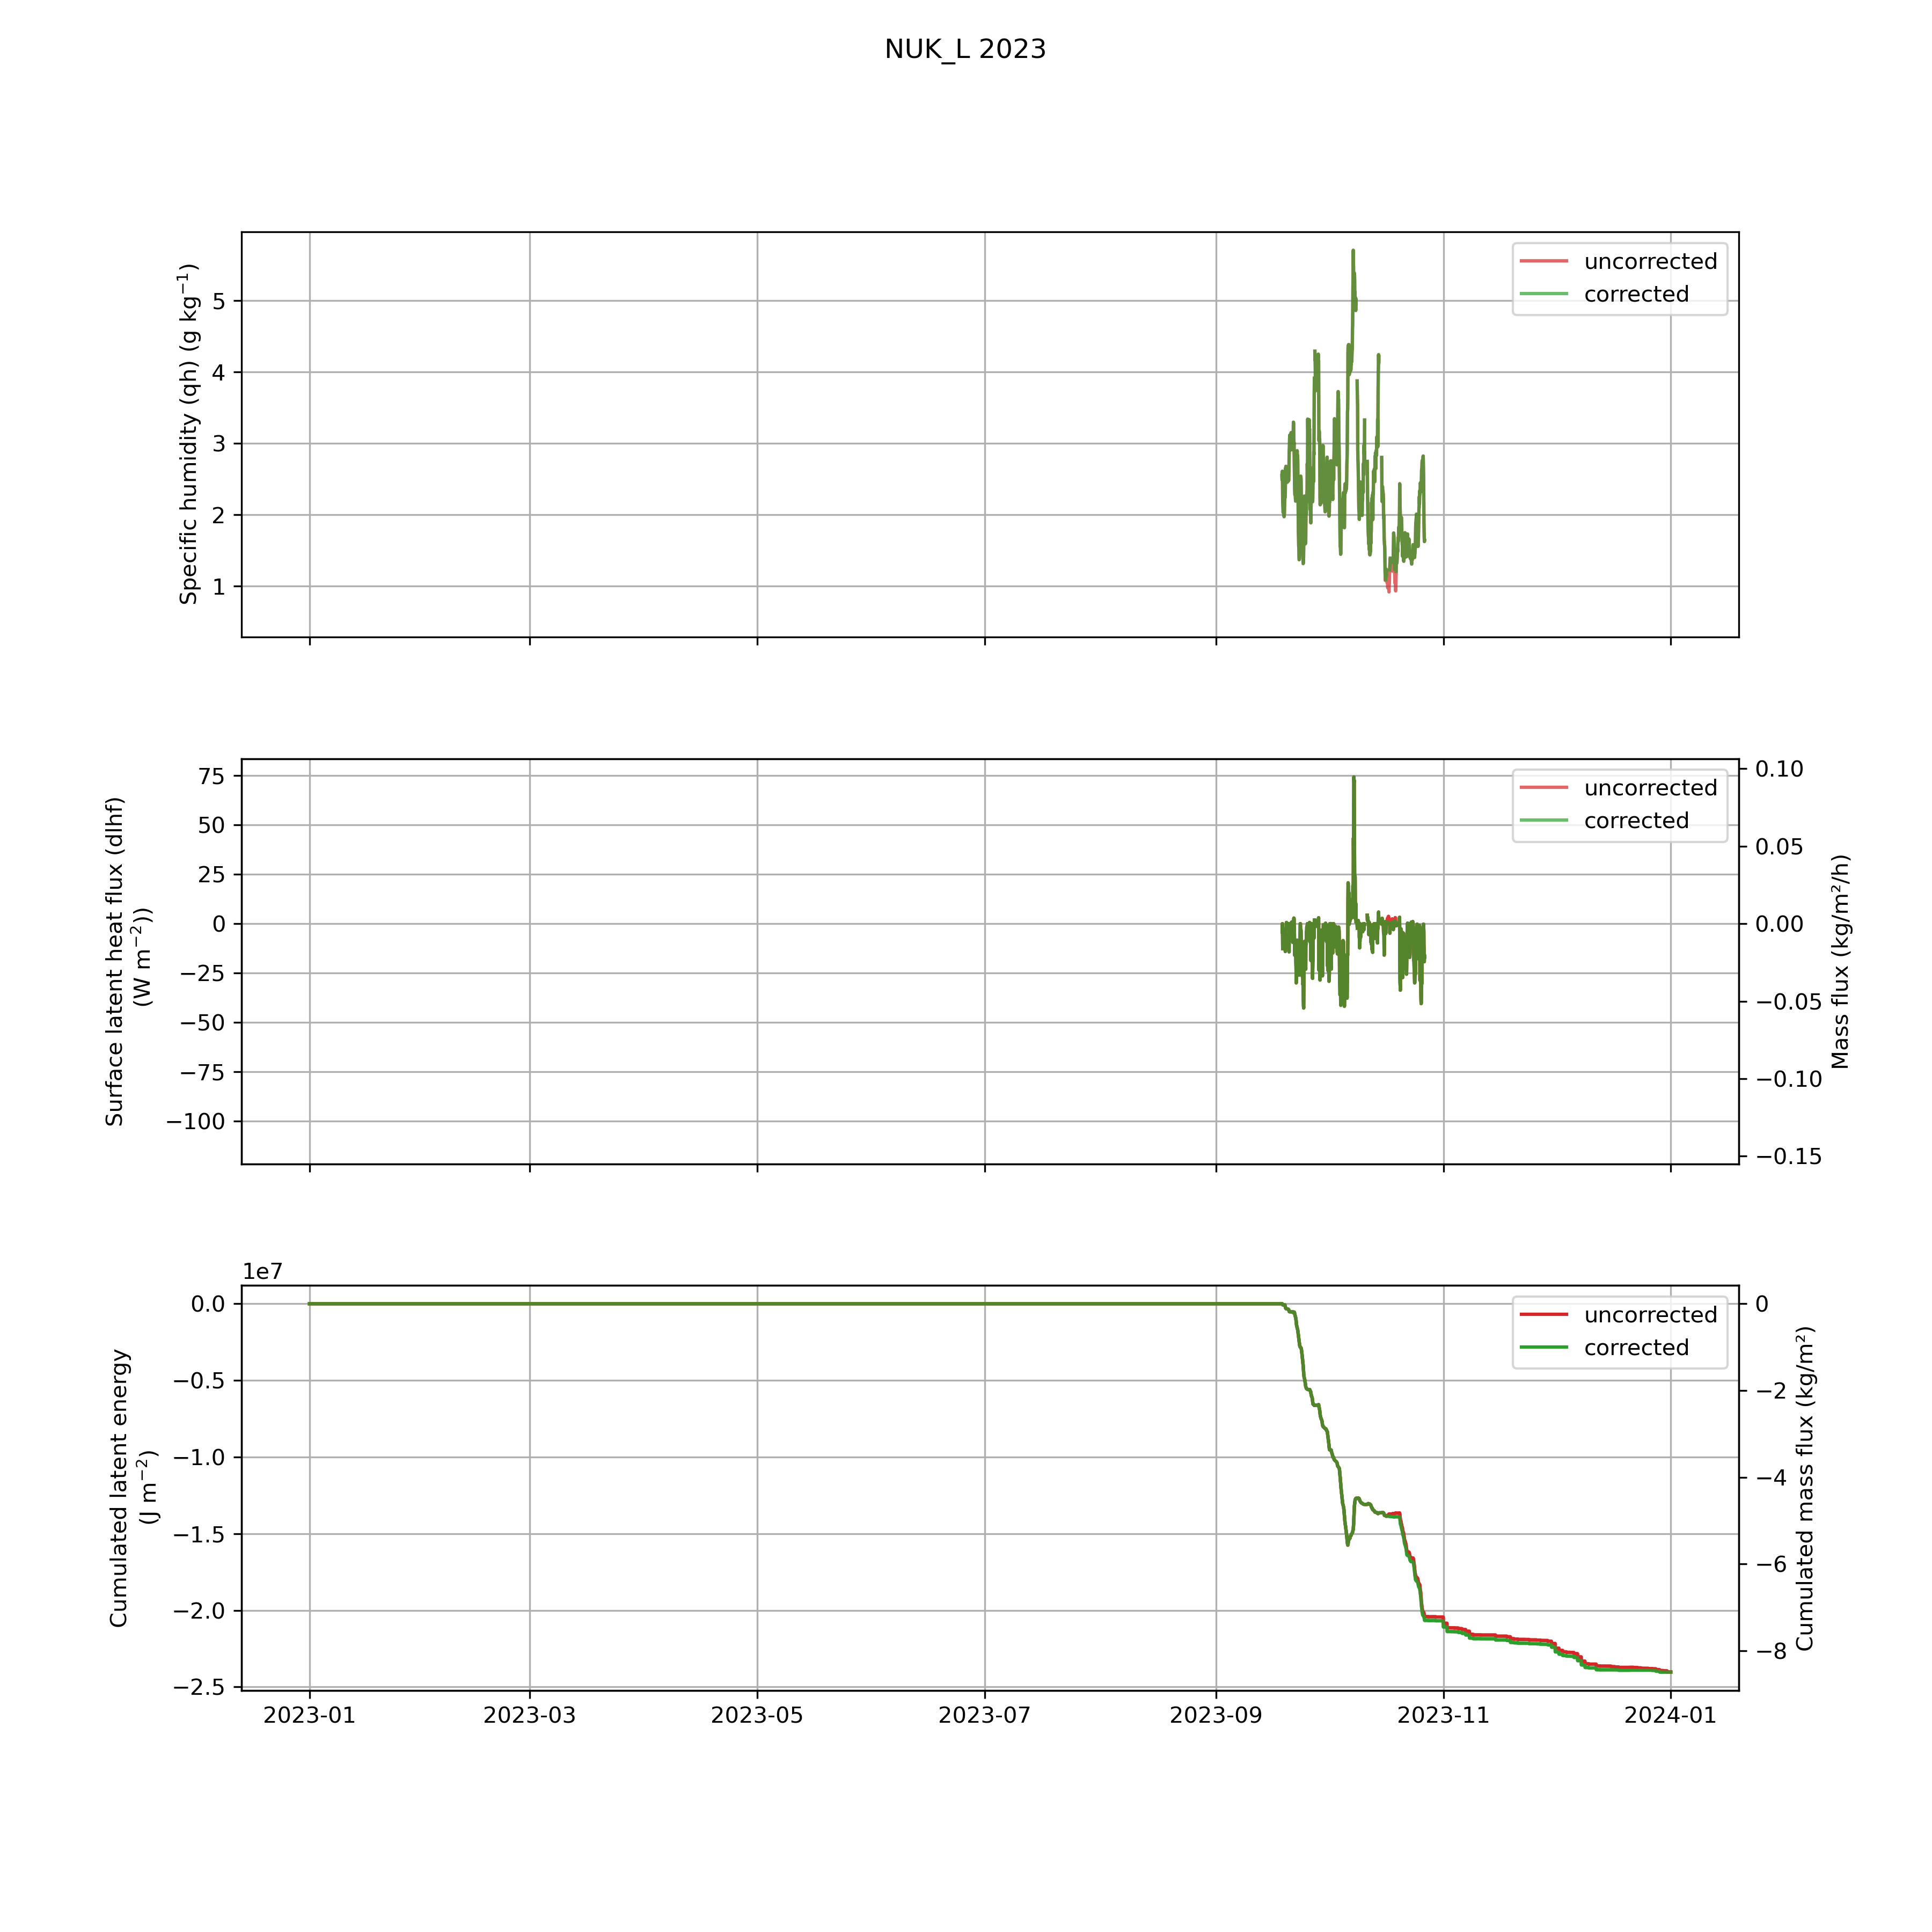 NUK_L 2023
Specific humidity (qh) (g kg⁻¹)
5
4
3
2
1
uncorrected
corrected
Surface latent heat flux (dlhf)
(W m⁻²))
75
50
25
0
−25
−50
−75
−100
uncorrected
corrected
0.10
0.05
0.00
−0.05
−0.10
−0.15
Mass flux (kg/m²/h)
1e7
Cumulated latent energy
(J m⁻²)
0.0
−0.5
−1.0
−1.5
−2.0
−2.5
uncorrected
corrected
0
−2
−4
−6
−8
Cumulated mass flux (kg/m²)
2023-01 2023-03 2023-05 2023-07 2023-09 2023-11 2024-01